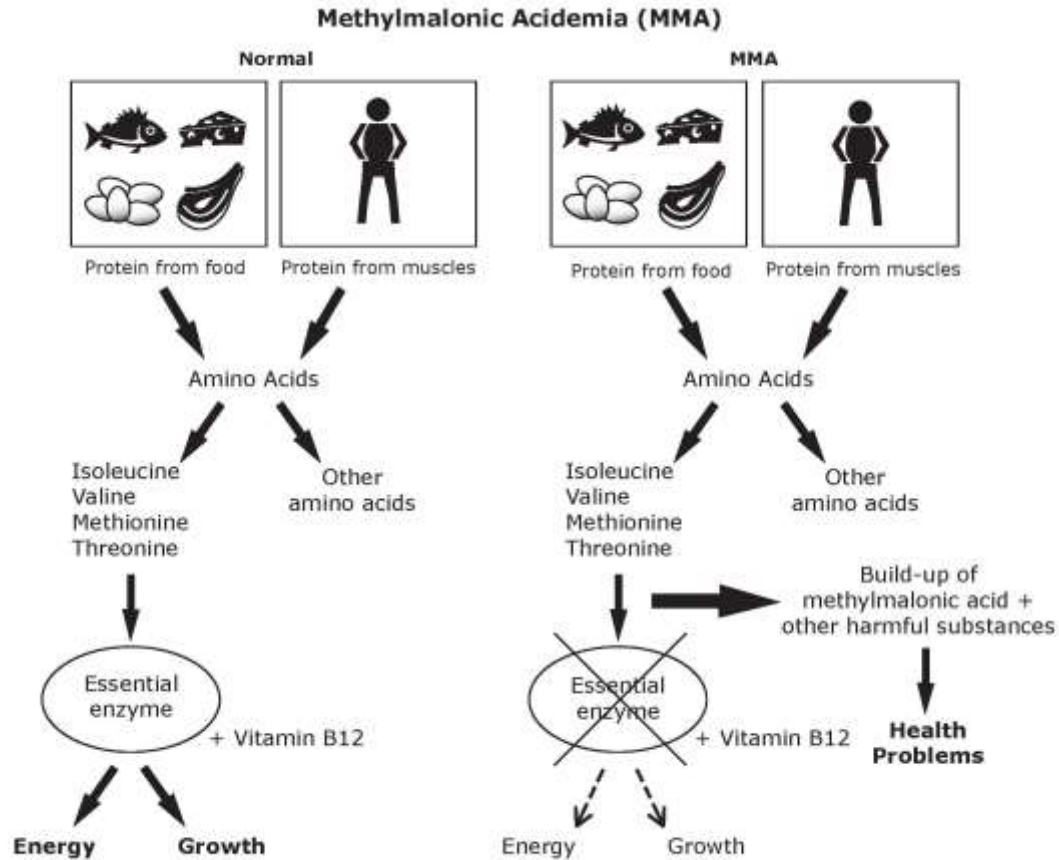 Methylmalonic Acidemia (MMA)
Normal
Protein from food
Protein from muscles
Amino Acids
Isoleucine
Valine
Methionine
Threonine
Other
amino acids
Essential
enzyme
+ Vitamin B12
Energy
Growth
MMA
Protein from food
Protein from muscles
Amino Acids
Isoleucine
Valine
Methionine
Threonine
Other
amino acids
Build-up of
methylmalonic acid +
other harmful substances
Essential
enzyme
+ Vitamin B12
Health
Problems
Energy
Growth